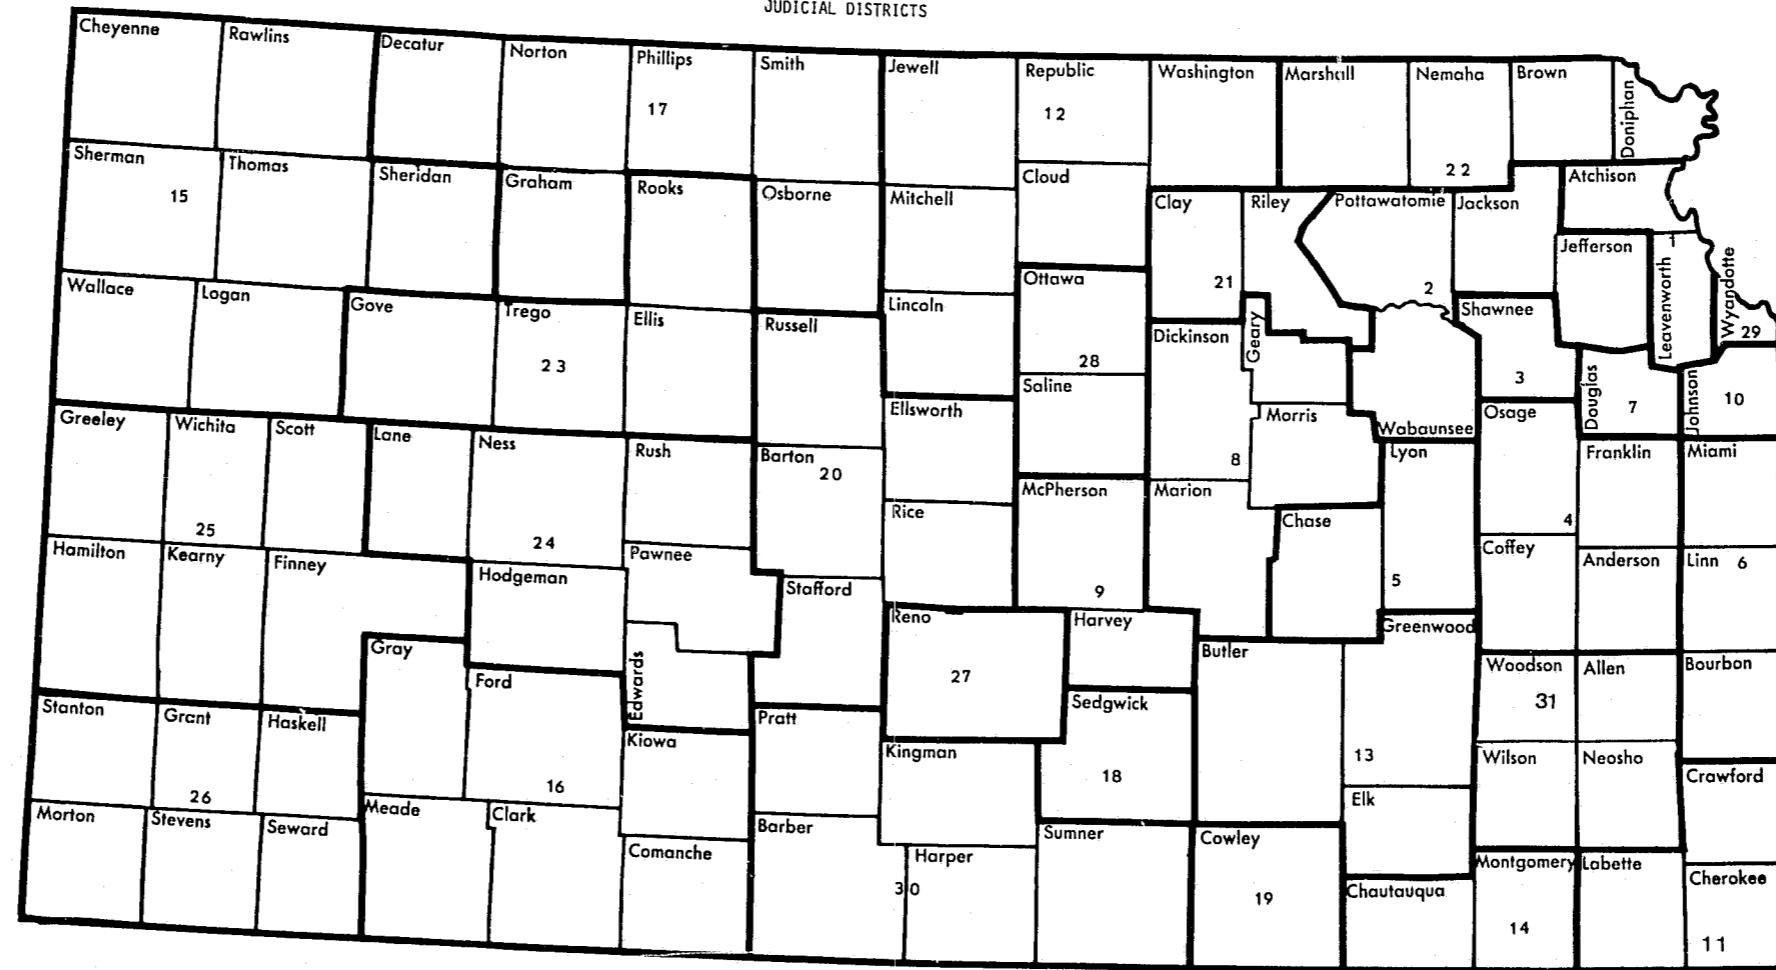 JUDICIAL DISTRICTS
Cheyenne
Rawlins
Decatur
Norton
Phillips
17
Smith
Jewell
Republic
12
Washington
Marshall
Nemaha
22
Brown
Doniphan
Sherman
15
Thomas
Sheridan
Graham
Rooks
Osborne
Mitchell
Cloud
Clay
21
Riley
Pottawatomie
2
Jackson
Atchison
1
Jefferson
Leavenworth
Wyandotte
29
Wallace
Logan
Gove
Trego
23
Ellis
Russell
Lincoln
Ottawa
28
Saline
Dickinson
8
Geary
Shawnee
3
Douglas
7
Johnson
10
Greeley
Wichita
25
Scott
Lane
Ness
24
Rush
Barton
20
Ellsworth
Morris
Wabaunsee
Osage
4
Franklin
Miami
Lyon
5
McPherson
9
Marion
Rice
Chase
Coffey
Anderson
Linn 6
Hamilton
Kearny
Finney
Hodgeman
Pawnee
Stafford
Reno
27
Harvey
Greenwood
Gray
Ford
16
Edwards
Butler
13
Woodson
31
Allen
Bourbon
Stanton
Grant
26
Haskell
Kiowa
Pratt
Kingman
Sedgwick
18
Wilson
Neosho
Crawford
Morton
Stevens
Seward
Meade
Clark
Comanche
Barber
30
Harper
Sumner
Cowley
19
Elk
Chautauqua
Montgomery
14
Labette
Cherokee
11